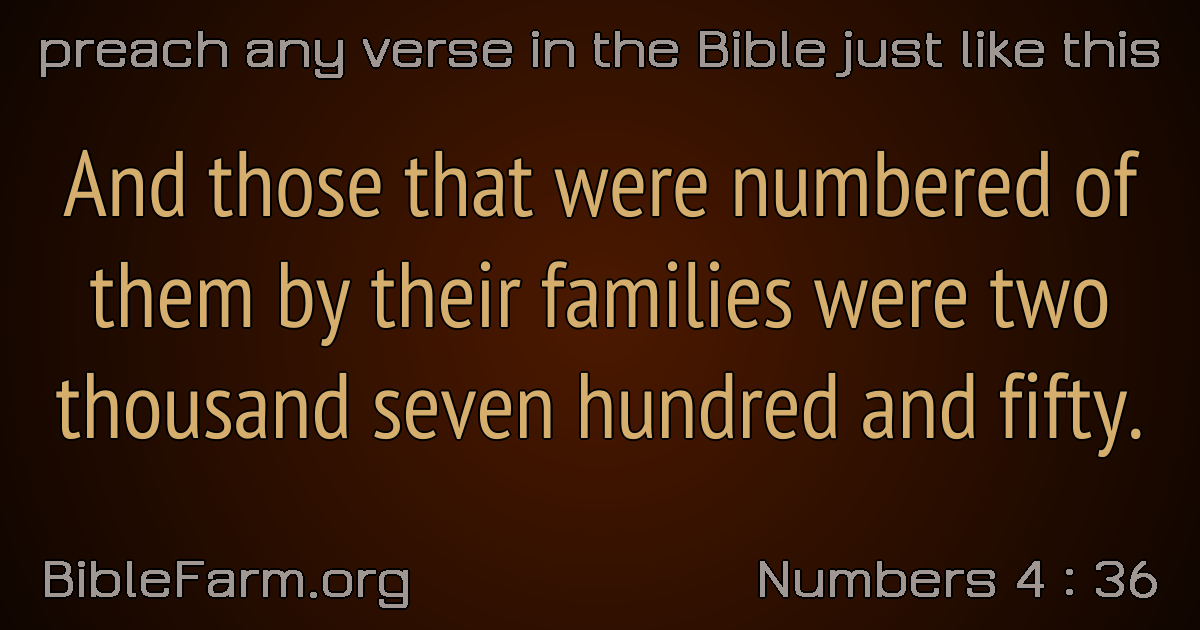 preach any verse in the Bible just like this
And those that were numbered of
them by their families were two
thousand seven hundred and fifty.
BibleFarm.org
Numbers 4 : 36